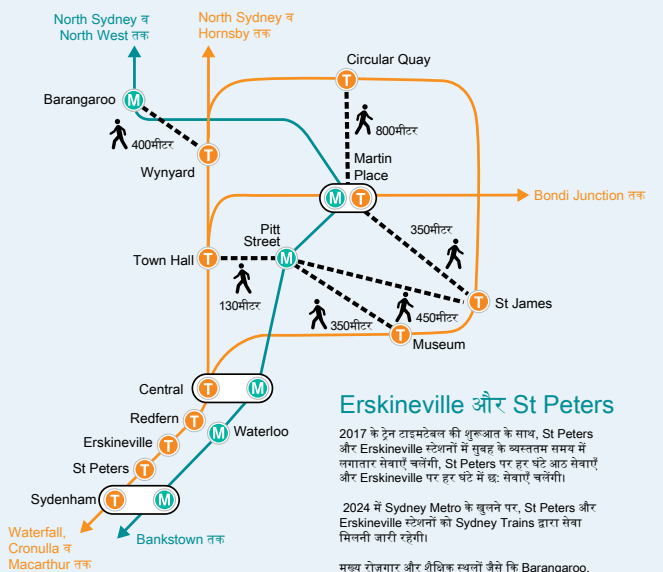 North Sydney व
North West तक
North Sydney व
Hornsby तक
Circular Quay
T
Barangaroo
M
800मीटर
400मीटर
T
Wynyard
Martin
Place
M T
Bondi Junction तक
Pitt
Street
350मीटर
Town Hall
T
M
130मीटर
T
St James
450मीटर
350मीटर
T
Museum
Central
T
M
Redfern
T
M
Waterloo
Erskineville
T
St Peters
T
Sydenham
T
M
Waterfall,
Cronulla व
Macarthur तक
Bankstown तक
Erskineville और St Peters
2017 के ट्रेन टाइमटेबल की शुरूआत के साथ, St Peters
और Erskineville स्टेशनों में सुबह के व्यस्ततम समय में
लगातार सेवाएँ चलेंगी, St Peters पर हर घंटे आठ सेवाएँ
और Erskineville पर हर घंटे में छ: सेवाएँ चलेंगी।
2024 में Sydney Metro के खुलने पर, St Peters और
Erskineville स्टेशनों को Sydney Trains द्वारा सेवा
मिलनी जारी रहेगी।
मुख्य रोज़गार और शैक्षिक स्थलों जैसे कि Barangaroo,